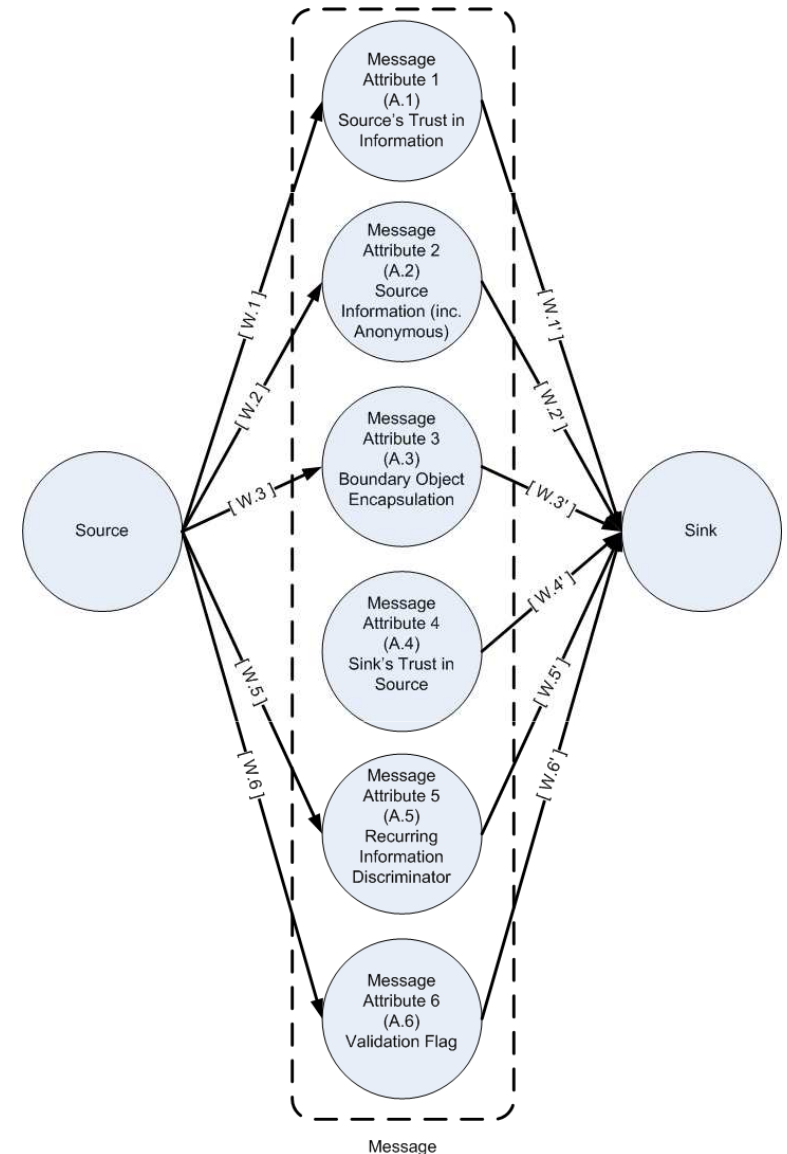 Message
Attribute 1
(A.1)
Source's Trust in
Information
Message
Attribute 2
(A.2)
Source
Information (inc.
Anonymous)
Message
Attribute 3
(A.3)
Boundary Object
Encapsulation
Message
Attribute 4
(A.4)
Sink's Trust in
Source
Message
Attribute 5
(A.5)
Recurring
Information
Discriminator
Message
Attribute 6
(A.6)
Validation Flag
Source
Sink
[ W.1 ]
[ W.2 ]
[ W.3 ]
[ W.5 ]
[ W.6 ]
[ W.1' ]
[ W.2' ]
[ W.3' ]
[ W.4' ]
[ W.5' ]
[ W.6' ]
Message